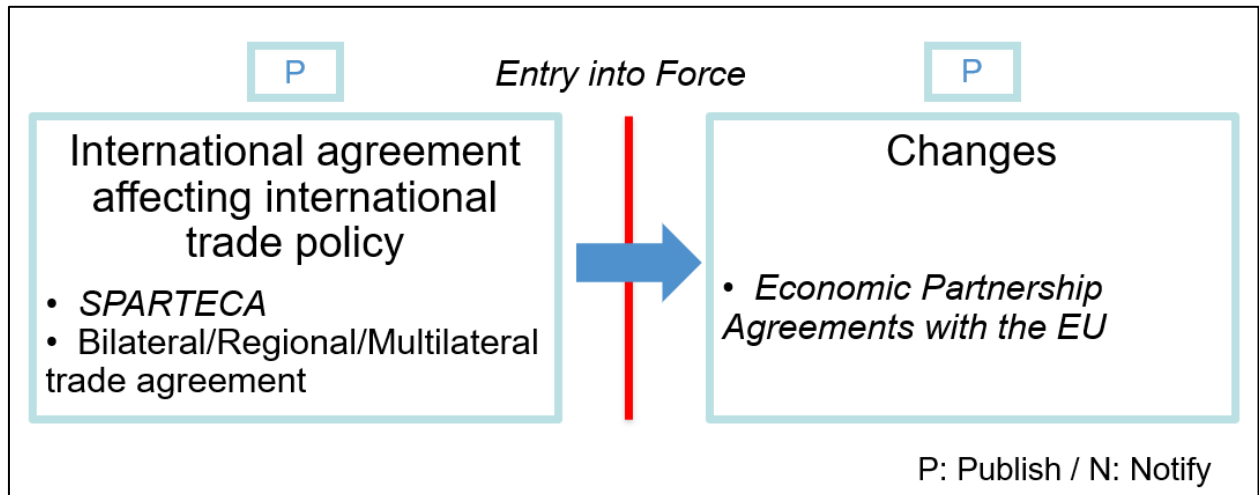 P
Entry into Force
P
International agreement
affecting international
trade policy
• SPARTECA
• Bilateral/Regional/Multilateral
trade agreement
Changes
• Economic Partnership
Agreements with the EU
P: Publish / N: Notify